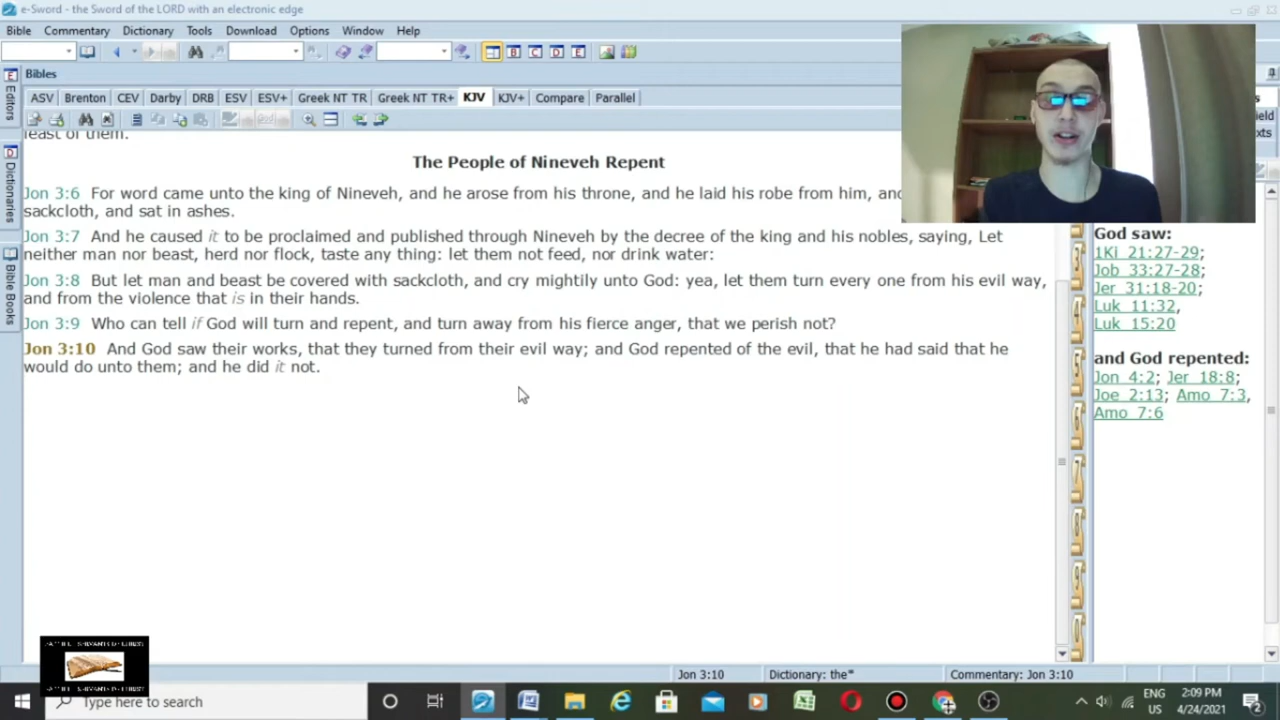 e-Sword - the Sword of the LORD with an electronic edge
Bible Commentary Dictionary Tools Download Options Window Help
Bibles
ASV Brenton CEV Darby DRB ESV ESV+ Greek NT TR Greek NT TR+ KJV KJV+ Compare Parallel
least of them.
The People of Nineveh Repent
Jon 3:6 For word came unto the king of Nineveh, and he arose from his throne, and he laid his robe from him, and
sackcloth, and sat in ashes.
Jon 3:7 And he caused it to be proclaimed and published through Nineveh by the decree of the king and his nobles, saying, Let
neither man nor beast, herd nor flock, taste any thing: let them not feed, nor drink water:
Jon 3:8 But let man and beast be covered with sackcloth, and cry mightily unto God: yea, let them turn every one from his evil way,
and from the violence that is in their hands.
Jon 3:9 Who can tell if God will turn and repent, and turn away from his fierce anger, that we perish not?
Jon 3:10 And God saw their works, that they turned from their evil way; and God repented of the evil, that he had said that he
would do unto them; and he did it not.
Editors
Dictionaries
Bible Books
God saw:
1Ki 21:27-29;
Job 33:27-28;
Jer 31:18-20;
Luk 11:32,
Luk 15:20
and God repented:
Jon 4:2; Jer 18:8;
Joe 2:13; Amo 7:3,
Amo 7:6
Jon 3:10 Dictionary: the* Commentary: Jon 3:10
Type here to search
ENG
US
2:09 PM
4/24/2021
2